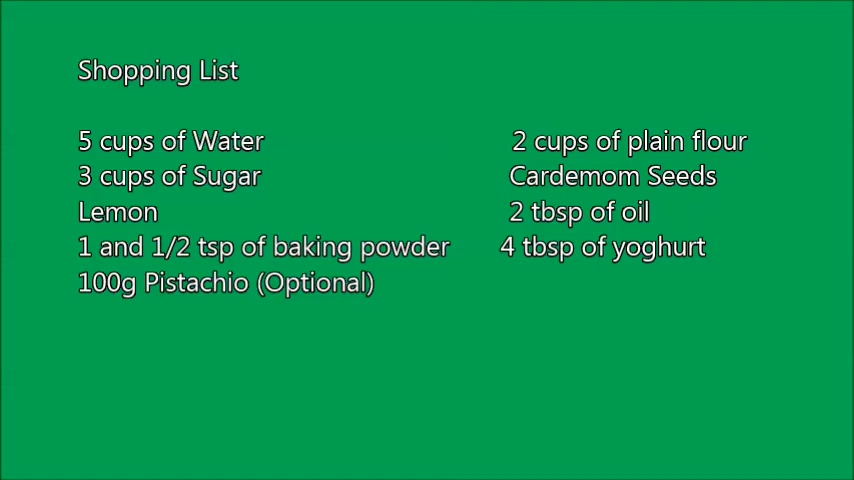 Shopping List
5 cups of Water
3 cups of Sugar
Lemon
1 and 1/2 tsp of baking powder
100g Pistachio (Optional)
2 cups of plain flour
Cardemom Seeds
2 tbsp of oil
4 tbsp of yoghurt